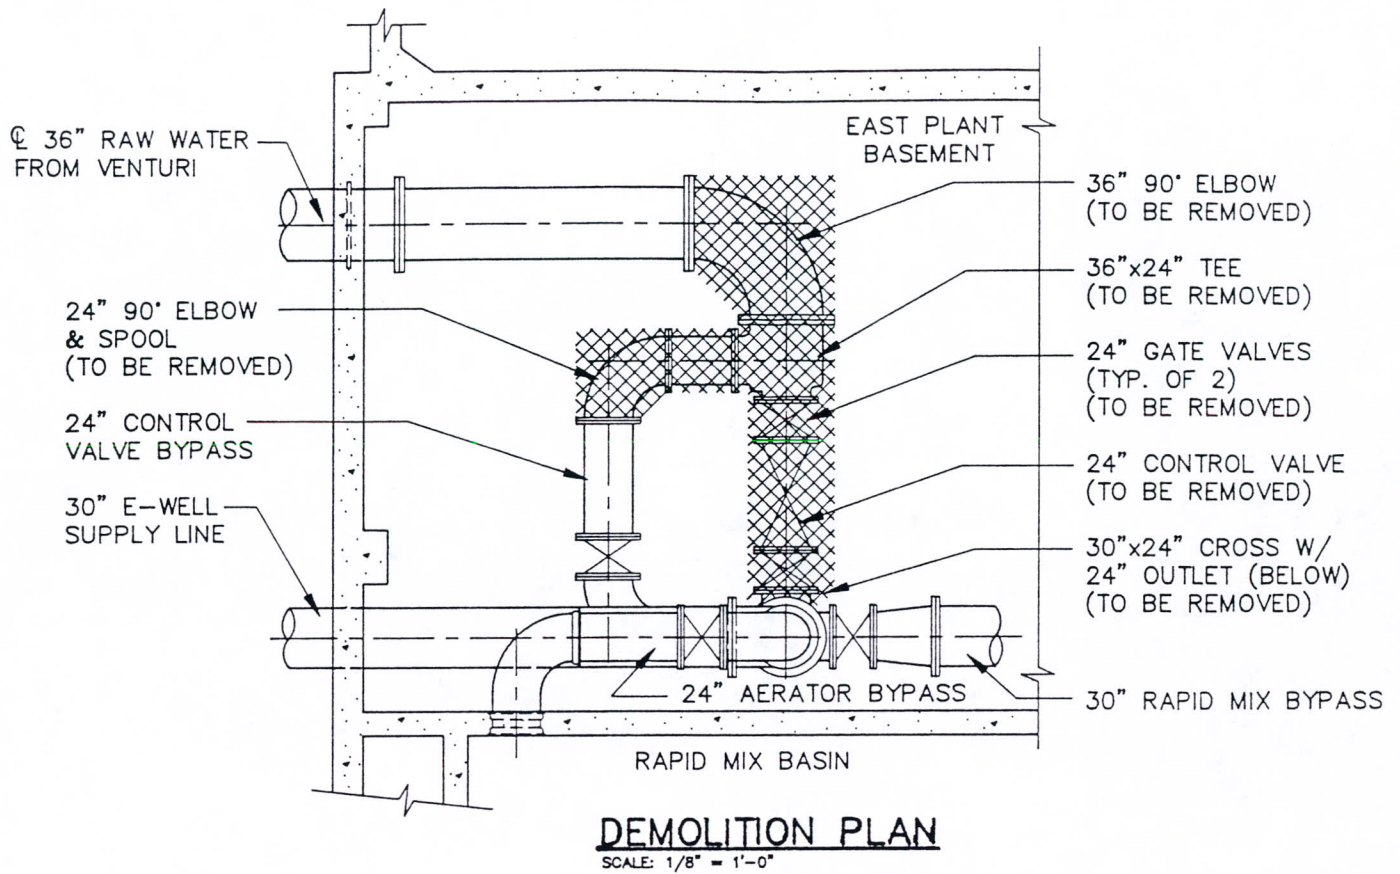 EAST PLANT
BASEMENT
℄ 36" RAW WATER
FROM VENTURI
24" 90° ELBOW
& SPOOL
(TO BE REMOVED)
24" CONTROL
VALVE BYPASS
30" E-WELL
SUPPLY LINE
36" 90° ELBOW
(TO BE REMOVED)
36"x24" TEE
(TO BE REMOVED)
24" GATE VALVES
(TYP. OF 2)
(TO BE REMOVED)
24" CONTROL VALVE
(TO BE REMOVED)
30"x24" CROSS W/
24" OUTLET (BELOW)
(TO BE REMOVED)
30" RAPID MIX BYPASS
24" AERATOR BYPASS
RAPID MIX BASIN
DEMOLITION PLAN
SCALE: 1/8" = 1'-0"